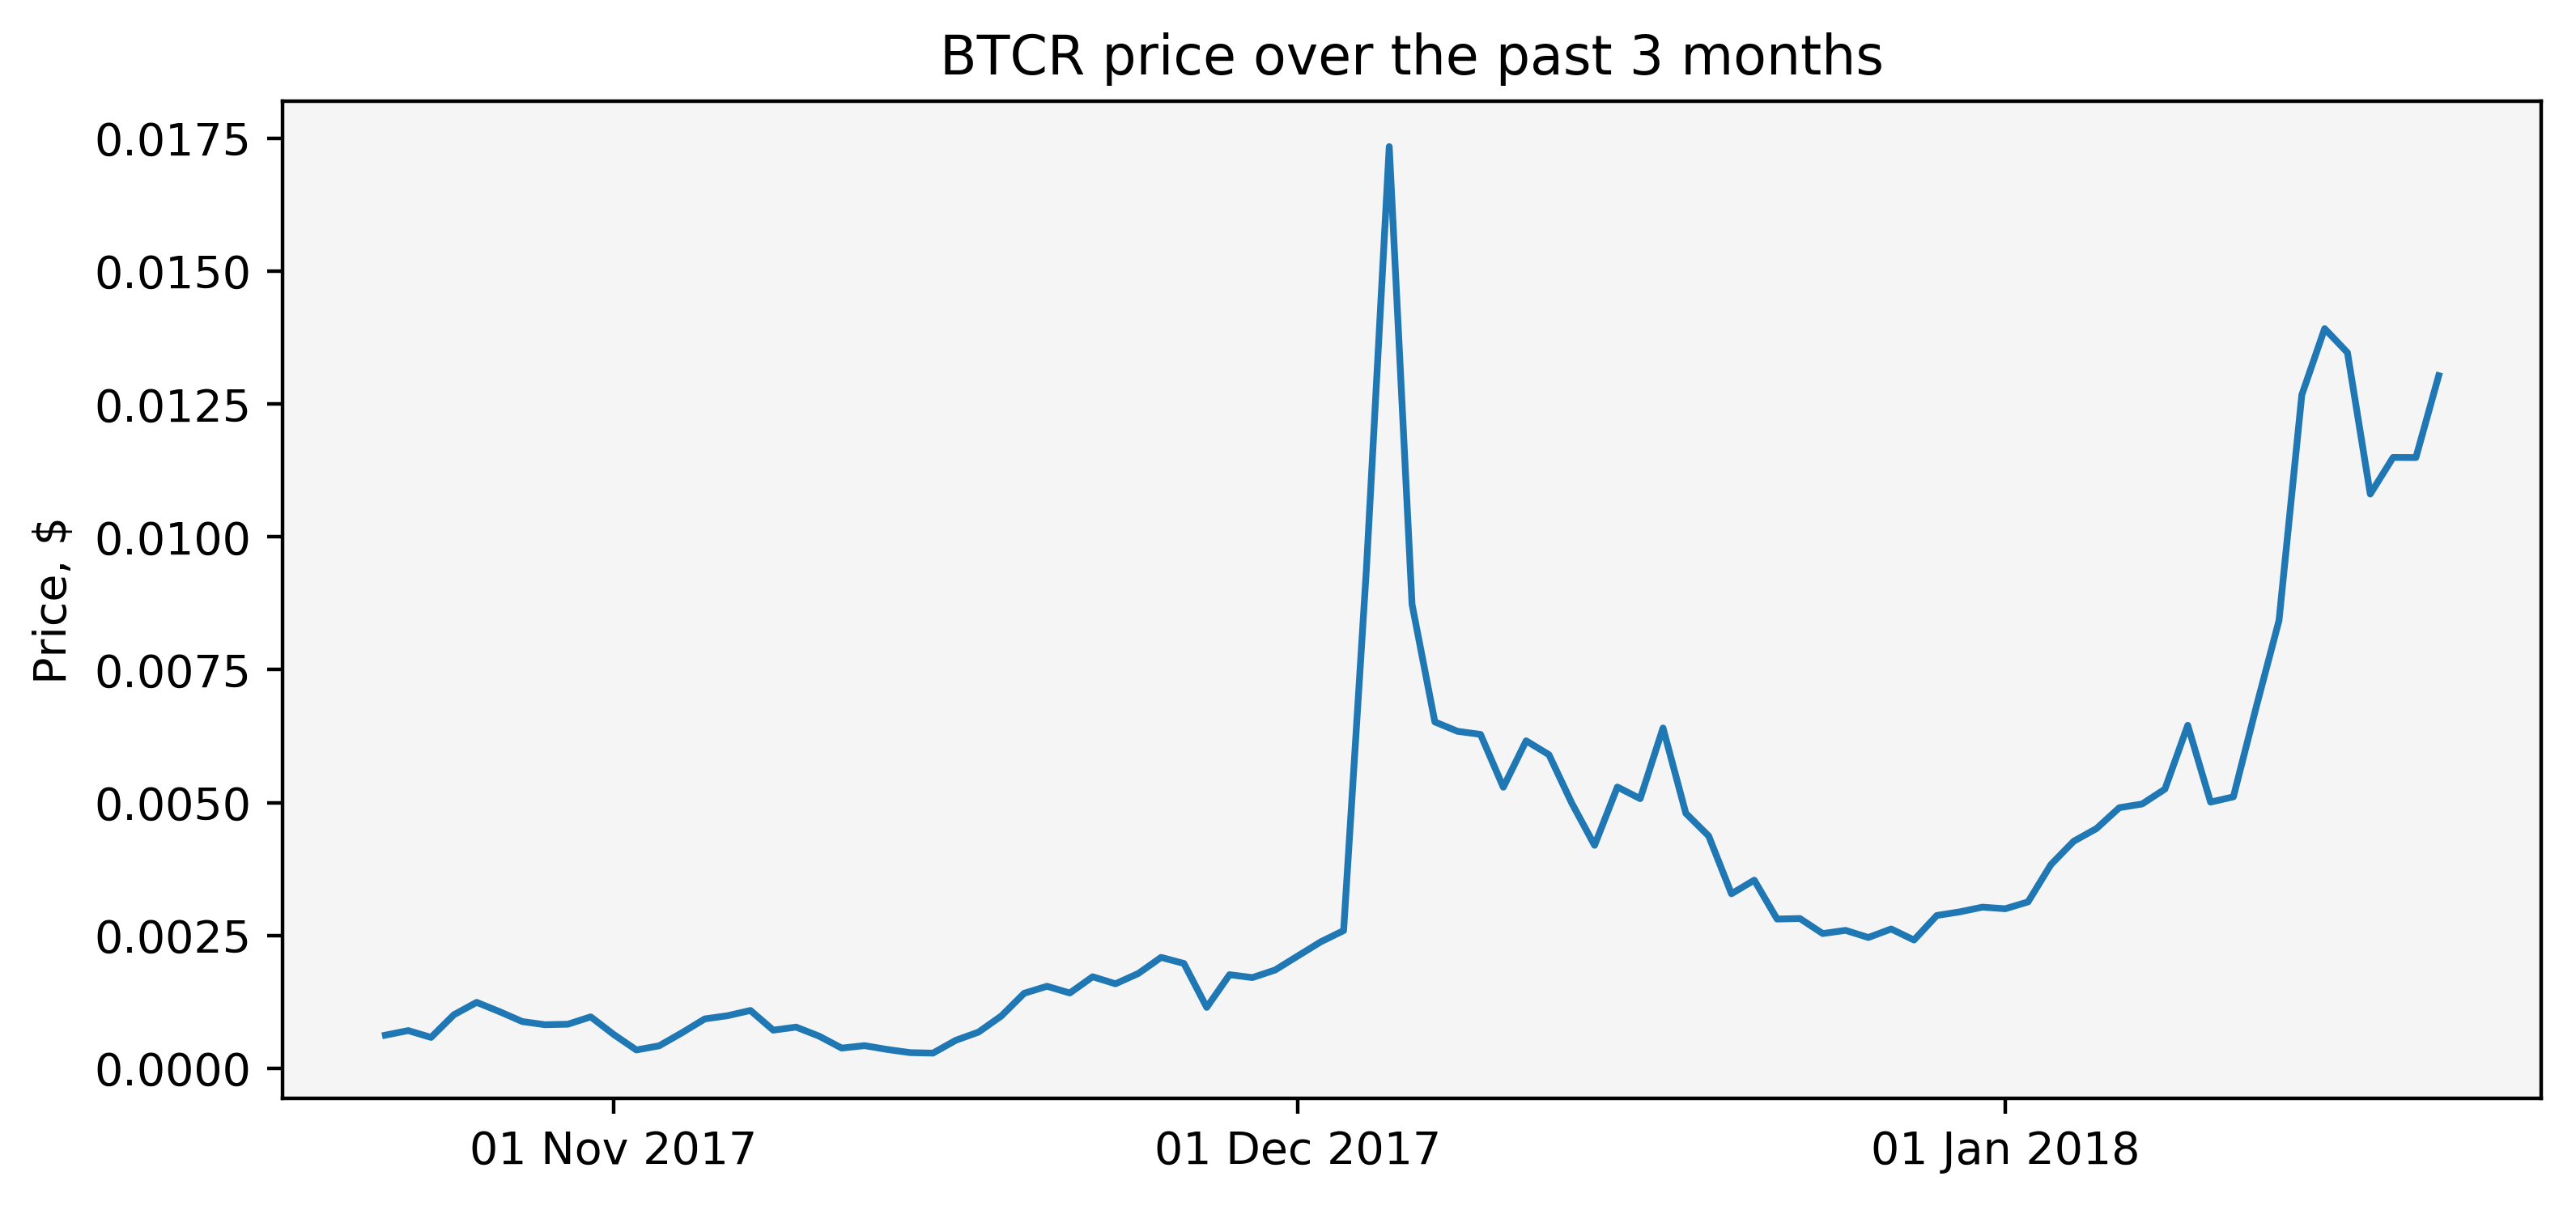 BTCR price over the past 3 months
0.0175
0.0150
0.0125
0.0100
0.0075
0.0050
0.0025
0.0000
Price, $
01 Nov 2017
01 Dec 2017
01 Jan 2018